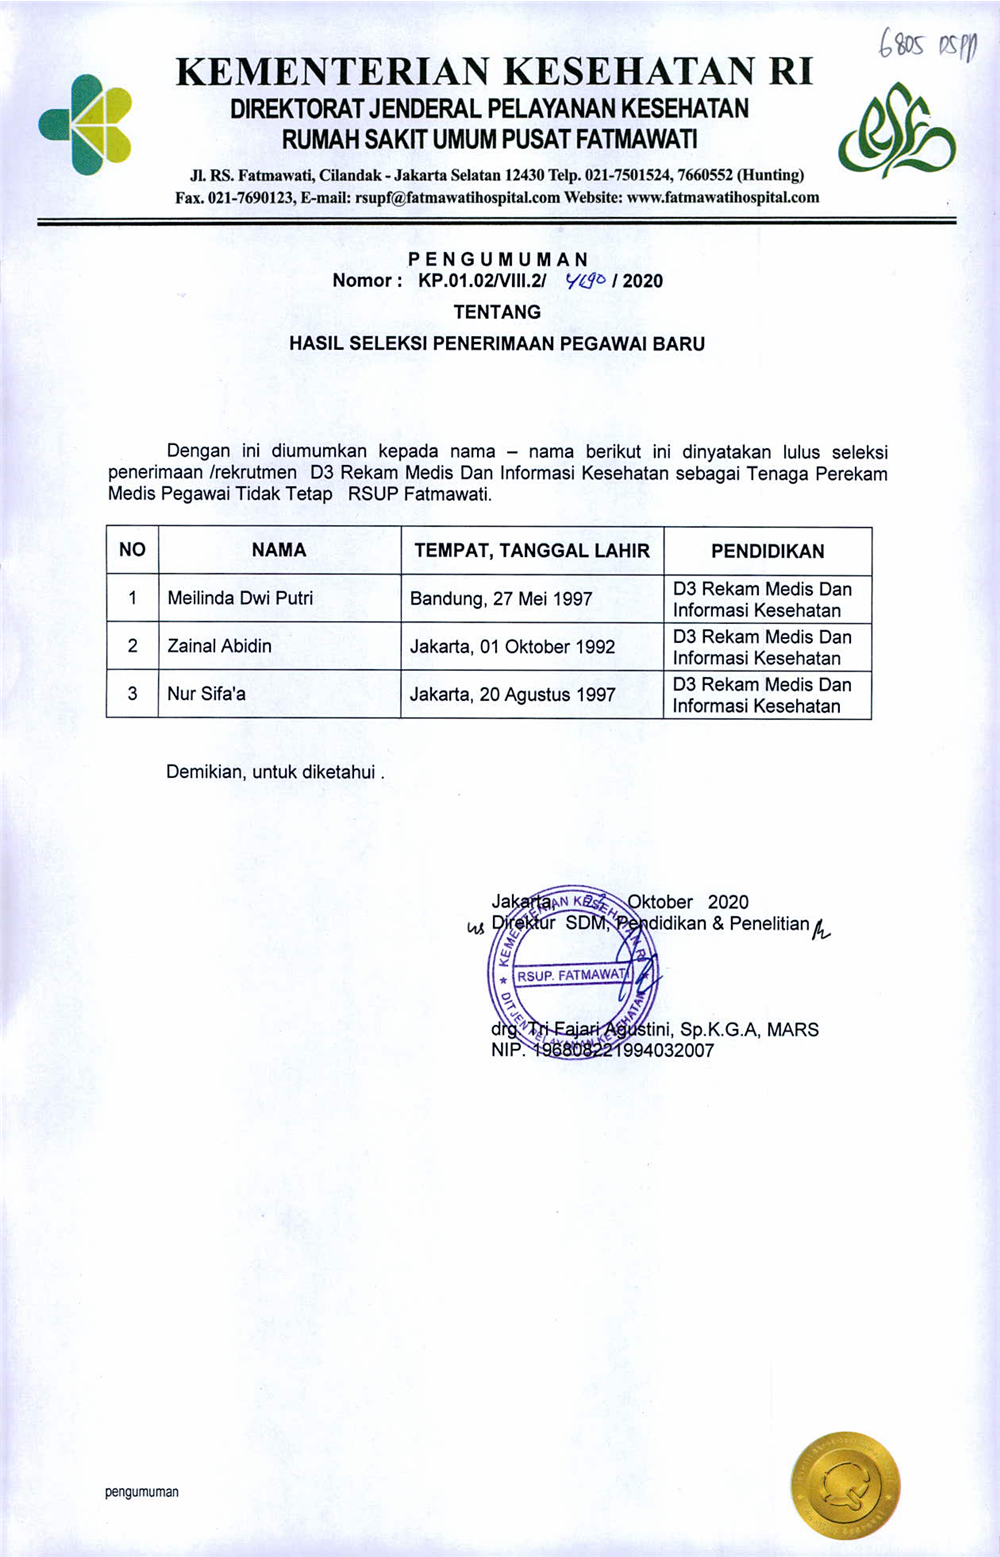 6805 DSPP
KEMENTERIAN KESEHATAN RI
DIREKTORAT JENDERAL PELAYANAN KESEHATAN
RUMAH SAKIT UMUM PUSAT FATMAWATI
Jl. RS. Fatmawati, Cilandak - Jakarta Selatan 12430 Telp. 021-7501524, 7660552 (Hunting)
Fax. 021-7690123, E-mail: rsupf@fatmawatihospital.com Website: www.fatmawatihospital.com
PENGUMUMAN
Nomor : KP.01.02/VIII.2/ / 2020
TENTANG
HASIL SELEKSI PENERIMAAN PEGAWAI BARU
Dengan ini diumumkan kepada nama – nama berikut ini dinyatakan lulus seleksi
penerimaan /rekrutmen D3 Rekam Medis Dan Informasi Kesehatan sebagai Tenaga Perekam
Medis Pegawai Tidak Tetap RSUP Fatmawati.
NO NAMA TEMPAT, TANGGAL LAHIR PENDIDIKAN
1 Meilinda Dwi Putri Bandung, 27 Mei 1997 D3 Rekam Medis Dan
Informasi Kesehatan
2 Zainal Abidin Jakarta, 01 Oktober 1992 D3 Rekam Medis Dan
Informasi Kesehatan
3 Nur Sifa'a Jakarta, 20 Agustus 1997 D3 Rekam Medis Dan
Informasi Kesehatan
Demikian, untuk diketahui .
Jakarta, Oktober 2020
Direktur SDM, Pendidikan & Penelitian
KEMENTERIAN KESEHATAN RI
RSUP. FATMAWATI
DITJEN PELAYANAN KESEHATAN
drg. Tri Fajari Agustini, Sp.K.G.A, MARS
NIP. 196808221994032007
pengumuman